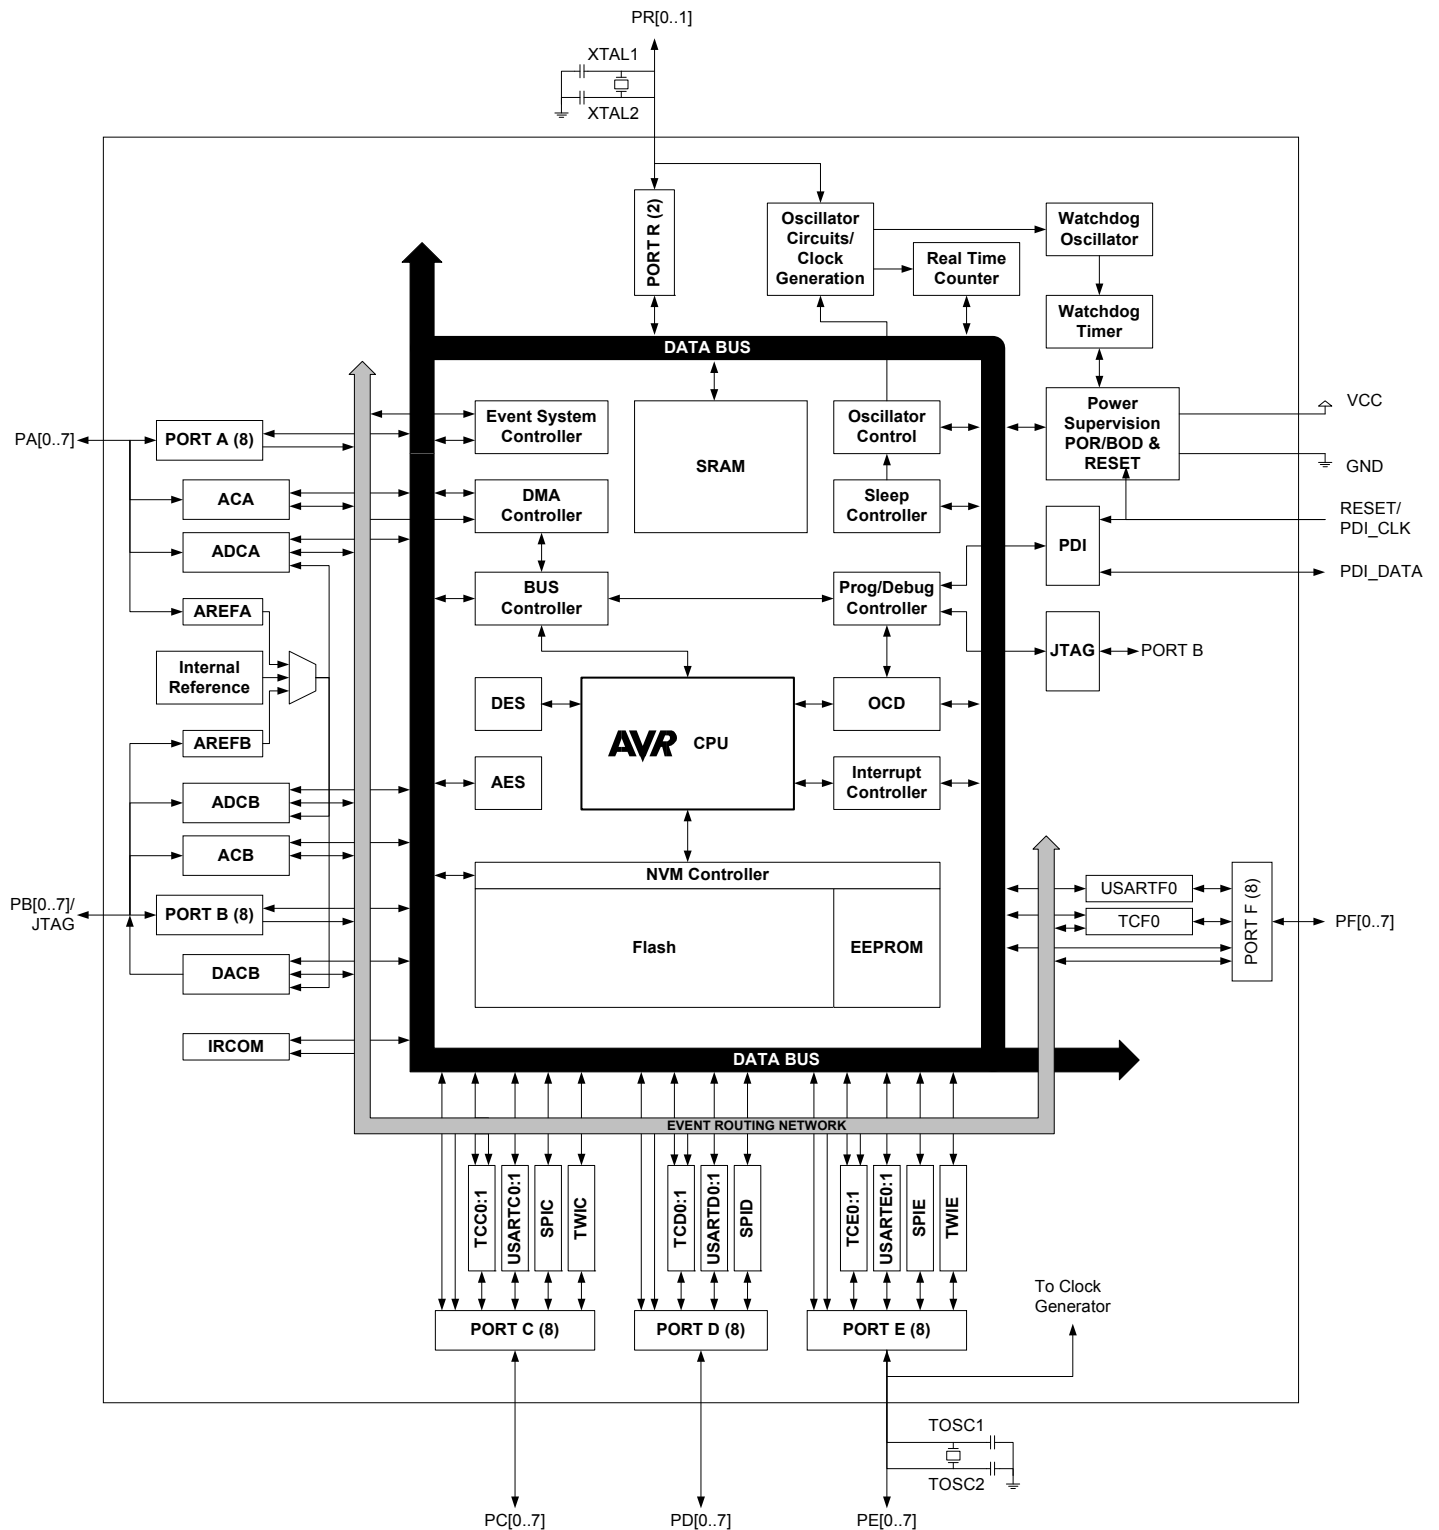 PR[0..1]
XTAL1
XTAL2
PORT R (2)
Oscillator
Circuits/
Clock
Generation
Watchdog
Oscillator
Real Time
Counter
Watchdog
Timer
DATA BUS
Event System
Controller
SRAM
Oscillator
Control
Power
Supervision
POR/BOD &
RESET
VCC
GND
PA[0..7]
PORT A (8)
ACA
DMA
Controller
Sleep
Controller
RESET/
PDI_CLK
ADCA
PDI
PDI_DATA
BUS
Controller
Prog/Debug
Controller
AREFA
JTAG
PORT B
Internal
Reference
DES
AVR
CPU
OCD
AREFB
AES
Interrupt
Controller
ADCB
ACB
NVM Controller
Flash
EEPROM
PB[0..7]/
JTAG
PORT B (8)
DACB
USARTF0
TCF0
PORT F (8)
PF[0..7]
IRCOM
DATA BUS
EVENT ROUTING NETWORK
TCC0:1
USARTC0:1
SPIC
TWIC
TCD0:1
USARTD0:1
SPID
TCE0:1
USARTE0:1
SPIE
TWIE
To Clock
Generator
PORT C (8)
PORT D (8)
PORT E (8)
TOSC1
TOSC2
PC[0..7]
PD[0..7]
PE[0..7]